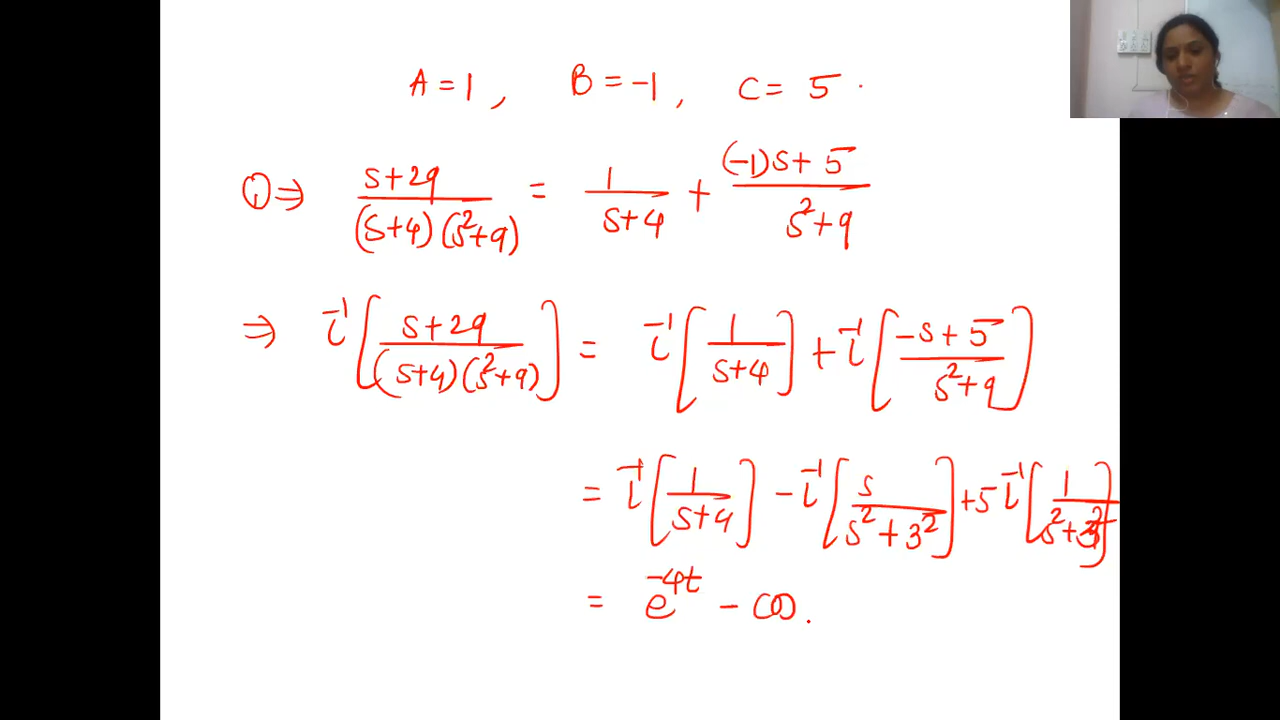 A = 1, B = -1, C = 5.
① ⇒ (s+29)/((s+4)(s²+9)) = 1/(s+4) + ((-1)s+5)/(s²+9)
⇒ L⁻¹[(s+29)/((s+4)(s²+9))] = L⁻¹[1/(s+4)] + L⁻¹[(-s+5)/(s²+9)]
= L⁻¹[1/(s+4)] - L⁻¹[s/(s²+3²)] + 5 L⁻¹[1/(s²+3²)]
= e^(-4t) - cos